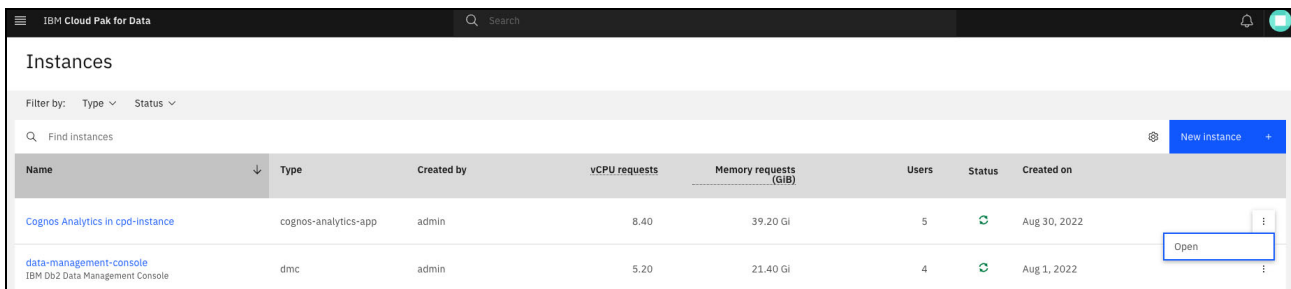 IBM Cloud Pak for Data
Search
Instances
Filter by: Type Status
Find instances
New instance +
Name Type Created by vCPU requests Memory requests (GiB) Users Status Created on
Cognos Analytics in cpd-instance cognos-analytics-app admin 8.40 39.20 Gi 5 Aug 30, 2022
Open
data-management-console
IBM Db2 Data Management Console
dmc admin 5.20 21.40 Gi 4 Aug 1, 2022